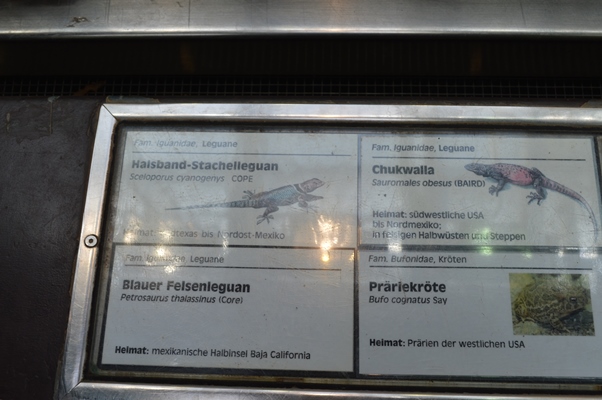 Fam. Iguanidae, Leguane
Halsband-Stachelleguan
Sceloporus cyanogenys COPE
Heimat: texas bis Nordost-Mexiko
Fam. Iguanidae, Leguane
Chukwalla
Sauromales obesus (BAIRD)
Heimat: südwestliche USA
bis Nordmexiko;
in felsigen Halbwüsten und Steppen
Fam. Iguanidae, Leguane
Blauer Felsenleguan
Petrosaurus thalassinus (Core)
Heimat: mexikanische Halbinsel Baja California
Fam. Bufonidae, Kröten
Präriekröte
Bufo cognatus Say
Heimat: Prärien der westlichen USA